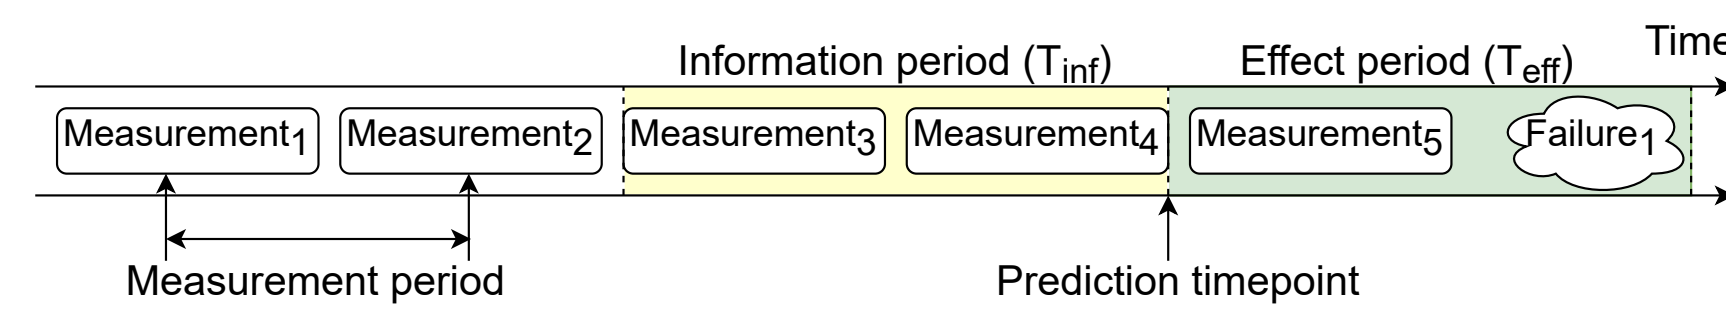 Time
Information period (Tinf) Effect period (Teff)
Measurement1 Measurement2 Measurement3 Measurement4 Measurement5 Failure1
Measurement period Prediction timepoint